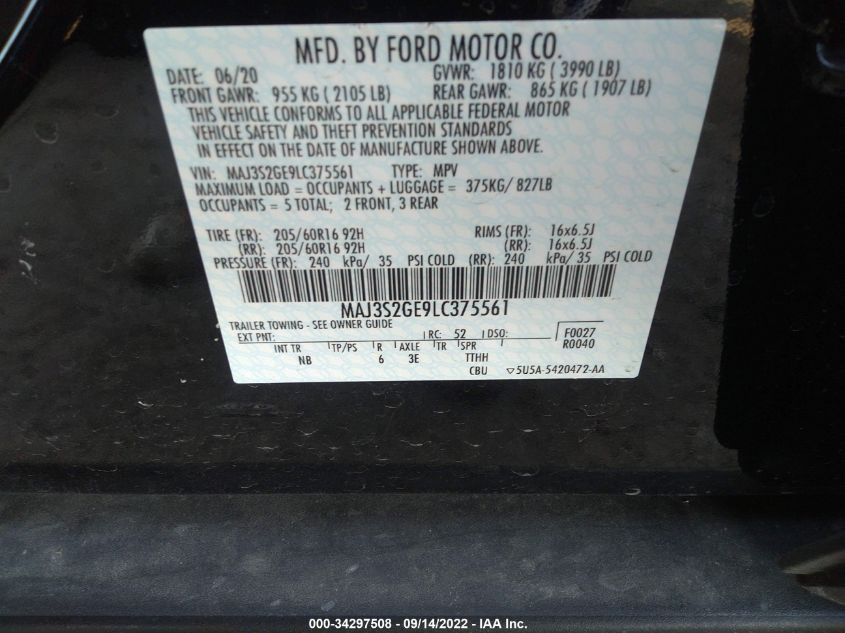 MFD. BY FORD MOTOR CO.
DATE: 06/20 GVWR: 1810 KG ( 3990 LB)
FRONT GAWR: 955 KG ( 2105 LB) REAR GAWR: 865 KG ( 1907 LB)
THIS VEHICLE CONFORMS TO ALL APPLICABLE FEDERAL MOTOR
VEHICLE SAFETY AND THEFT PREVENTION STANDARDS
IN EFFECT ON THE DATE OF MANUFACTURE SHOWN ABOVE.
VIN: MAJ3S2GE9LC375561 TYPE: MPV
MAXIMUM LOAD = OCCUPANTS + LUGGAGE = 375KG/ 827LB
OCCUPANTS = 5 TOTAL; 2 FRONT, 3 REAR
TIRE (FR): 205/60R16 92H RIMS (FR): 16x6.5J
(RR): 205/60R16 92H (RR): 16x6.5J
PRESSURE (FR): 240 kPa/ 35 PSI COLD (RR): 240 kPa/ 35 PSI COLD
MAJ3S2GE9LC375561
TRAILER TOWING - SEE OWNER GUIDE
EXT PNT: RC: 52 DSO: F0027
R0040
INT TR TP/PS R AXLE TR SPR
NB 6 3E TTHH
CBU ▽5U5A-5420472-AA
000-34297508 - 09/14/2022 - IAA Inc.